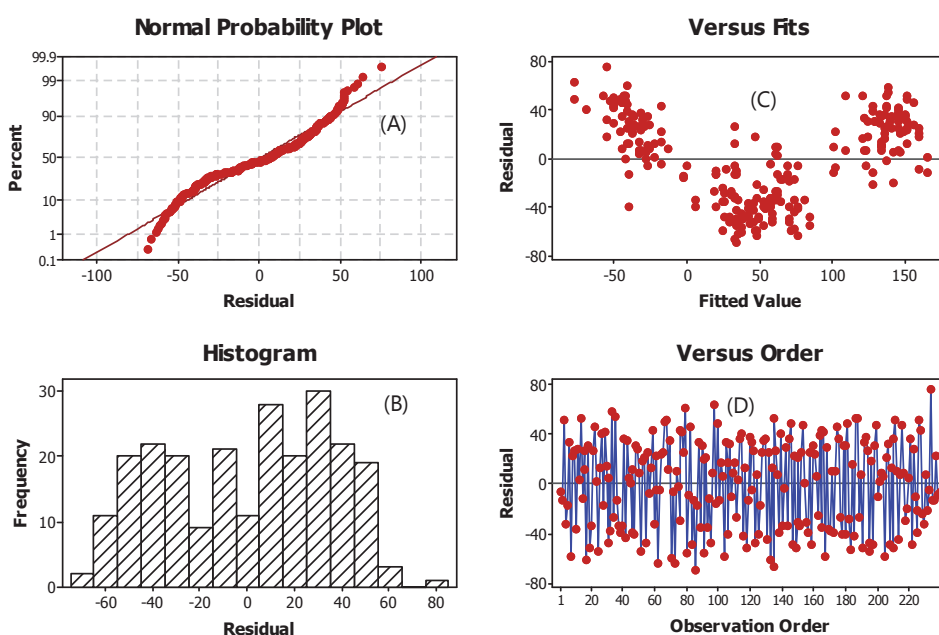 Normal Probability Plot
99.9
99
90
50
10
1
0.1
Percent
(A)
-100 -50 0 50 100
Residual
Versus Fits
80
40
0
-40
-80
Residual
(C)
-50 0 50 100 150
Fitted Value
Histogram
30
20
10
0
Frequency
(B)
-60 -40 -20 0 20 40 60 80
Residual
Versus Order
80
40
0
-40
-80
Residual
(D)
1 20 40 60 80 100 120 140 160 180 200 220
Observation Order